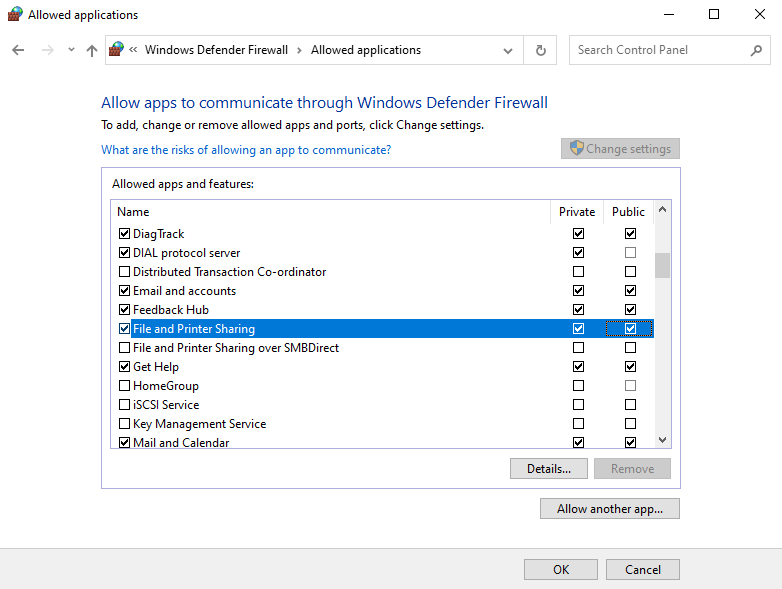 Allowed applications
« Windows Defender Firewall > Allowed applications
Search Control Panel
Allow apps to communicate through Windows Defender Firewall
To add, change or remove allowed apps and ports, click Change settings.
What are the risks of allowing an app to communicate?
Change settings
Allowed apps and features:
Name Private Public
DiagTrack
DIAL protocol server
Distributed Transaction Co-ordinator
Email and accounts
Feedback Hub
File and Printer Sharing
File and Printer Sharing over SMBDirect
Get Help
HomeGroup
iSCSI Service
Key Management Service
Mail and Calendar
Details... Remove
Allow another app...
OK Cancel